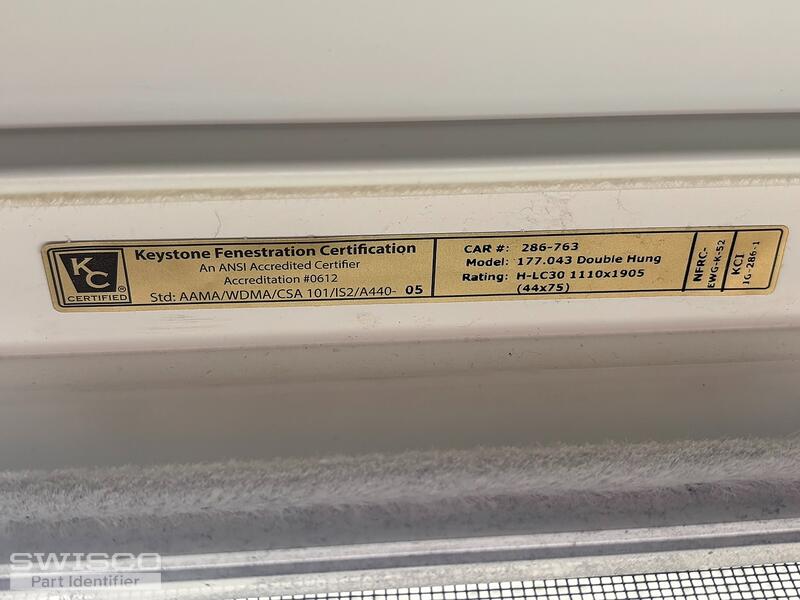 KC
CERTIFIED
®
Keystone Fenestration Certification
An ANSI Accredited Certifier
Accreditation #0612
Std: AAMA/WDMA/CSA 101/IS2/A440- 05
CAR #: 286-763
Model: 177.043 Double Hung
Rating: H-LC30 1110x1905
(44x75)
NFRC-
EWG-K-52
KCI
IG-286-1
SWISCO
Part Identifier